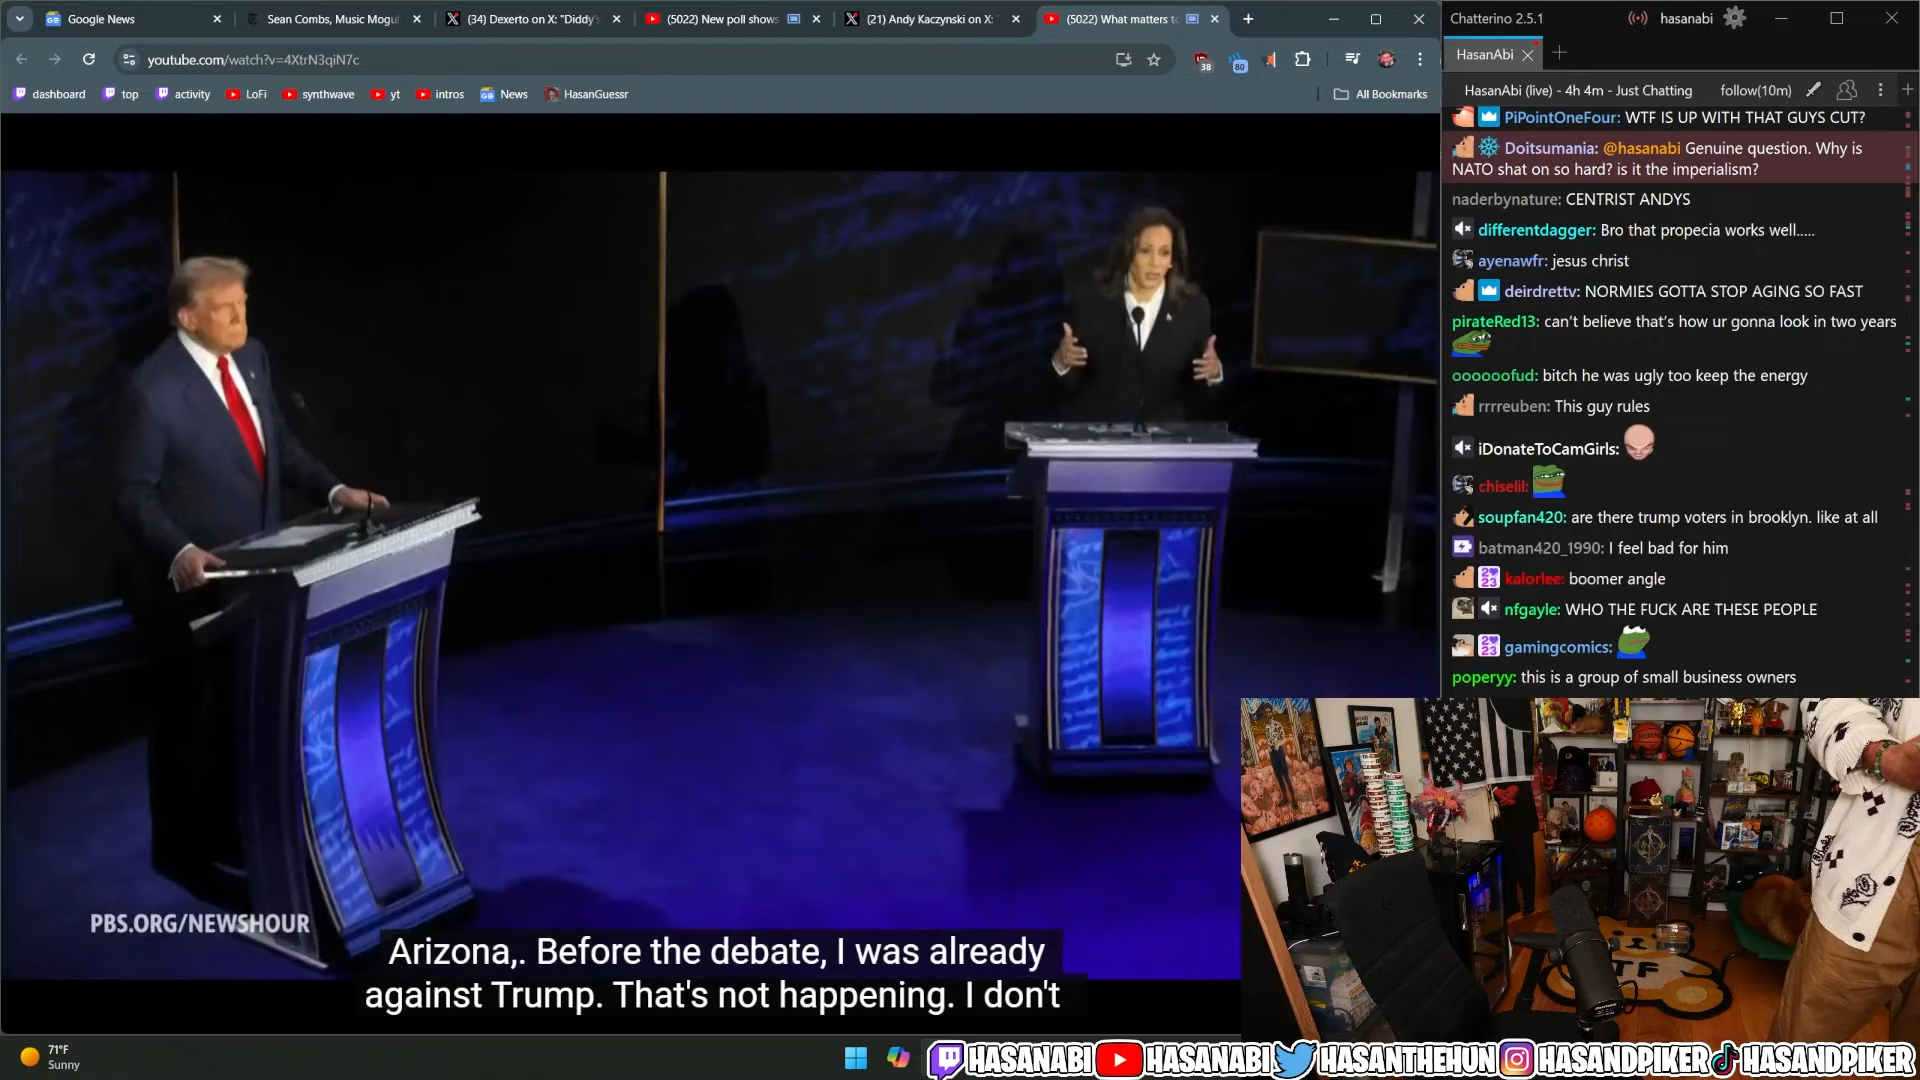 Google News
Sean Combs, Music Mogul
(34) Dexerto on X: "Diddy's
(5022) New poll shows
(21) Andy Kaczynski on X: "
(5022) What matters to
youtube.com/watch?v=4XtrN3qiN7c
38
80
dashboard
top
activity
LoFi
synthwave
yt
intros
News
HasanGuessr
All Bookmarks
Chatterino 2.5.1
hasanabi
HasanAbi
HasanAbi (live) - 4h 4m - Just Chatting
follow(10m)
PiPointOneFour: WTF IS UP WITH THAT GUYS CUT?
Doitsumania: @hasanabi Genuine question. Why is
NATO shat on so hard? is it the imperialism?
naderbynature: CENTRIST ANDYS
differentdagger: Bro that propecia works well.....
ayenawfr: jesus christ
deirdrettv: NORMIES GOTTA STOP AGING SO FAST
pirateRed13: can't believe that's how ur gonna look in two years
oooooofud: bitch he was ugly too keep the energy
rrrreuben: This guy rules
iDonateToCamGirls:
chiselil:
soupfan420: are there trump voters in brooklyn. like at all
batman420_1990: I feel bad for him
kalorlee: boomer angle
nfgayle: WHO THE FUCK ARE THESE PEOPLE
gamingcomics:
poperyy: this is a group of small business owners
PBS.ORG/NEWSHOUR
Arizona,. Before the debate, I was already
against Trump. That's not happening. I don't
TF
71°F
Sunny
HASANABI
HASANABI
HASANTHEHUN
HASANDPIKER
HASANDPIKER